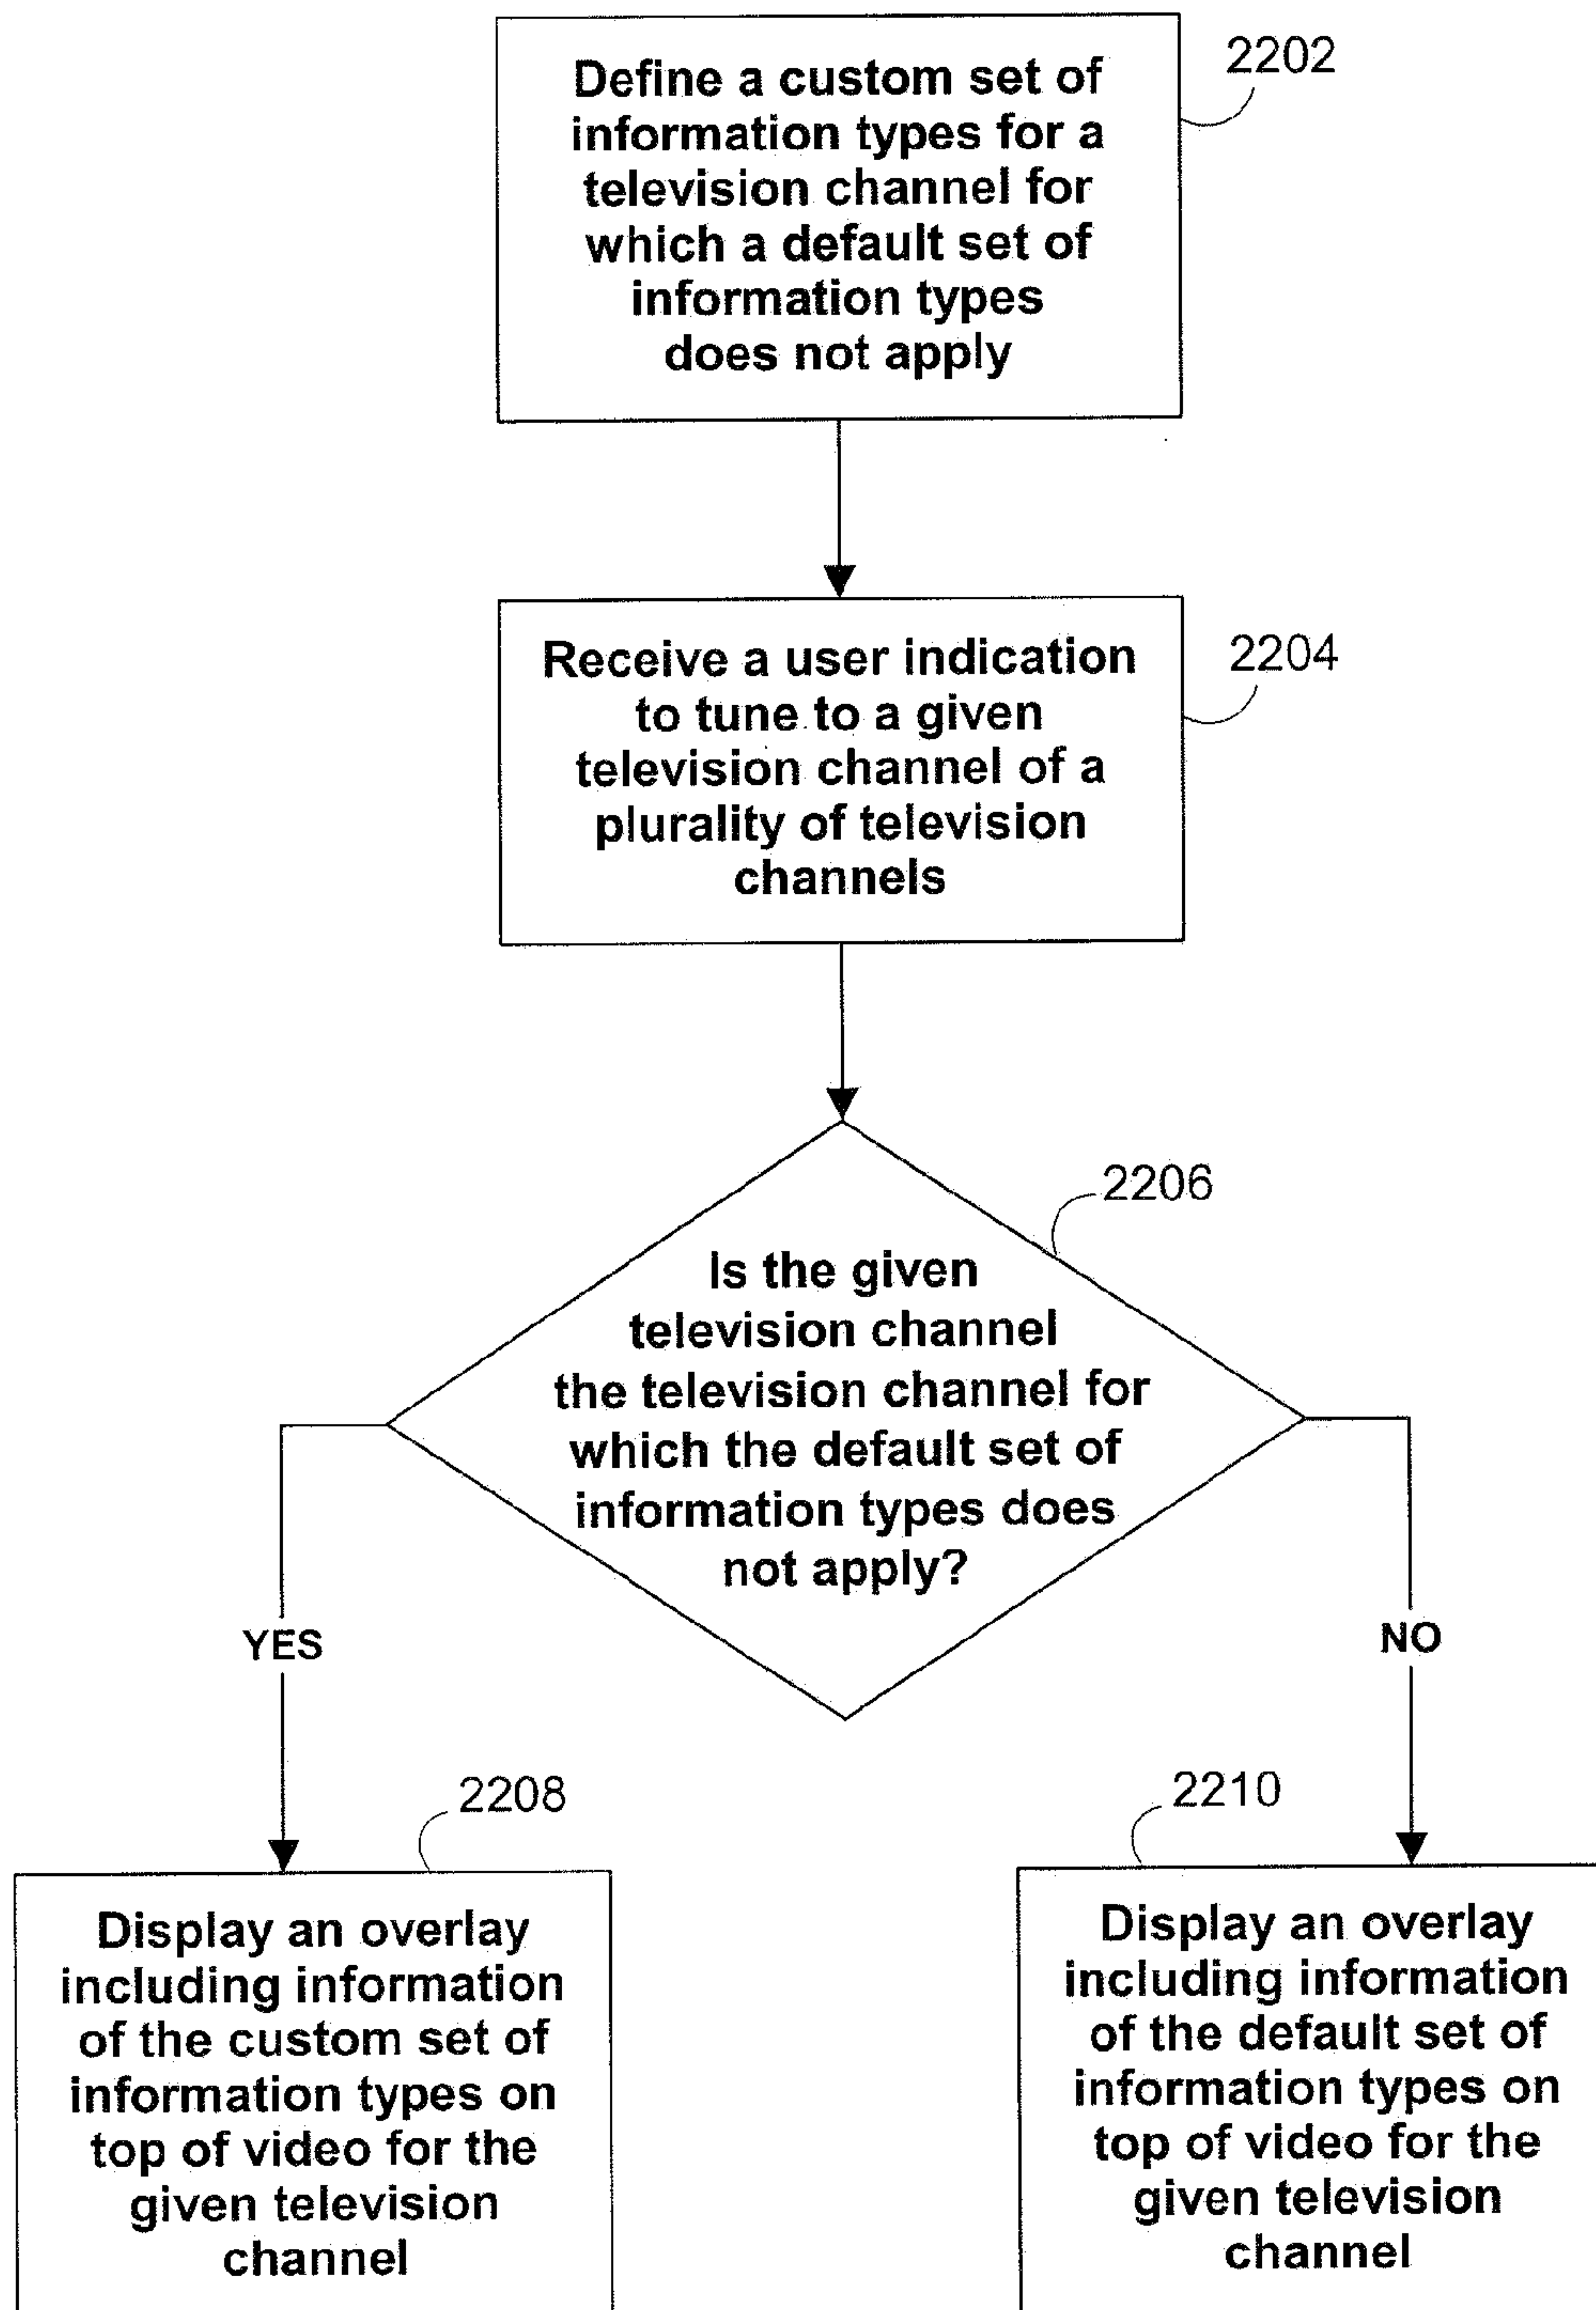 Define a custom set of
information types for a
television channel for
which a default set of
information types
does not apply
2202
Receive a user indication
to tune to a given
television channel of a
plurality of television
channels
2204
2206
Is the given
television channel
the television channel for
which the default set of
information types does
not apply?
YES
NO
2208
Display an overlay
including information
of the custom set of
information types on
top of video for the
given television
channel
2210
Display an overlay
including information
of the default set of
information types on
top of video for the
given television
channel